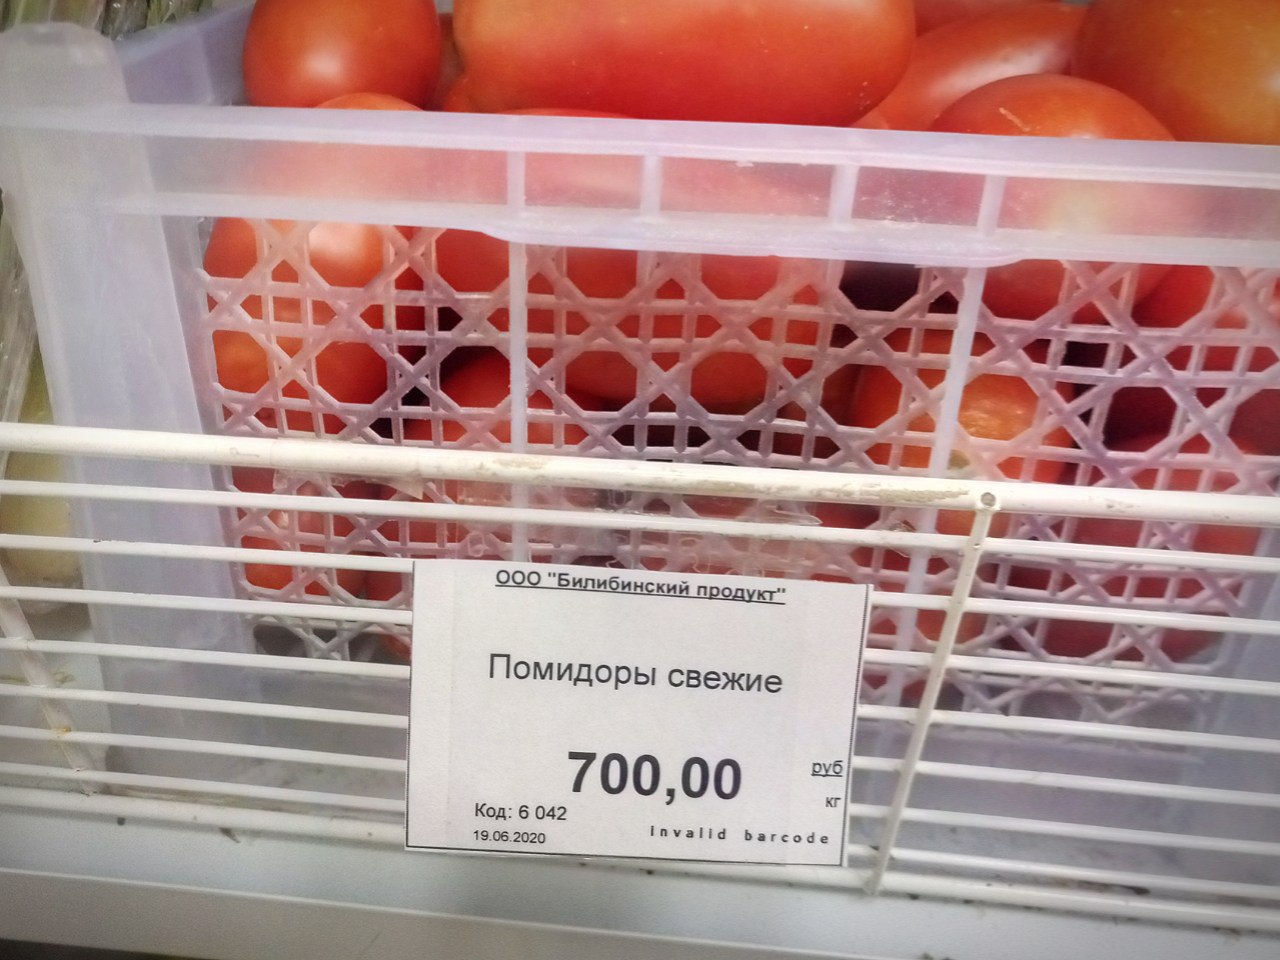 ООО "Билибинский продукт"
Помидоры свежие
700,00
руб
кг
Код: 6 042
19.06.2020
invalid barcode